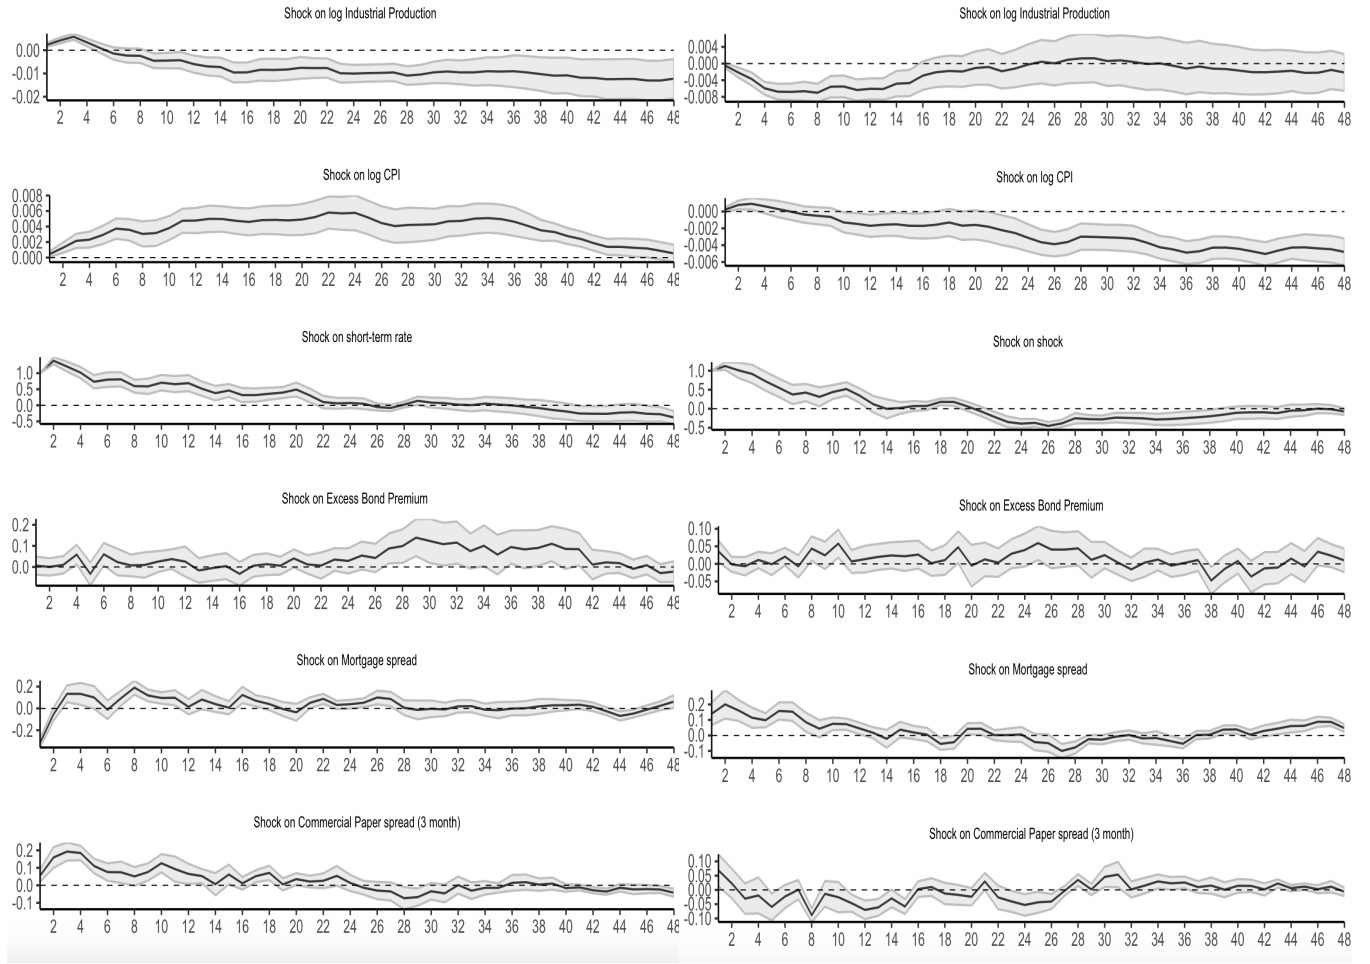 Shock on log Industrial Production
0.00
-0.01
-0.02
2 4 6 8 10 12 14 16 18 20 22 24 26 28 30 32 34 36 38 40 42 44 46 48
Shock on log CPI
0.008
0.006
0.004
0.002
0.000
2 4 6 8 10 12 14 16 18 20 22 24 26 28 30 32 34 36 38 40 42 44 46 48
Shock on short-term rate
1.0
0.5
0.0
-0.5
2 4 6 8 10 12 14 16 18 20 22 24 26 28 30 32 34 36 38 40 42 44 46 48
Shock on Excess Bond Premium
0.2
0.1
0.0
2 4 6 8 10 12 14 16 18 20 22 24 26 28 30 32 34 36 38 40 42 44 46 48
Shock on Mortgage spread
0.2
0.0
-0.2
2 4 6 8 10 12 14 16 18 20 22 24 26 28 30 32 34 36 38 40 42 44 46 48
Shock on Commercial Paper spread (3 month)
0.2
0.1
0.0
-0.1
2 4 6 8 10 12 14 16 18 20 22 24 26 28 30 32 34 36 38 40 42 44 46 48
Shock on log Industrial Production
0.004
0.000
-0.004
-0.008
2 4 6 8 10 12 14 16 18 20 22 24 26 28 30 32 34 36 38 40 42 44 46 48
Shock on log CPI
0.000
-0.002
-0.004
-0.006
2 4 6 8 10 12 14 16 18 20 22 24 26 28 30 32 34 36 38 40 42 44 46 48
Shock on shock
1.0
0.5
0.0
-0.5
2 4 6 8 10 12 14 16 18 20 22 24 26 28 30 32 34 36 38 40 42 44 46 48
Shock on Excess Bond Premium
0.10
0.05
0.00
-0.05
2 4 6 8 10 12 14 16 18 20 22 24 26 28 30 32 34 36 38 40 42 44 46 48
Shock on Mortgage spread
0.2
0.1
0.0
-0.1
2 4 6 8 10 12 14 16 18 20 22 24 26 28 30 32 34 36 38 40 42 44 46 48
Shock on Commercial Paper spread (3 month)
0.10
0.05
0.00
-0.05
-0.10
2 4 6 8 10 12 14 16 18 20 22 24 26 28 30 32 34 36 38 40 42 44 46 48